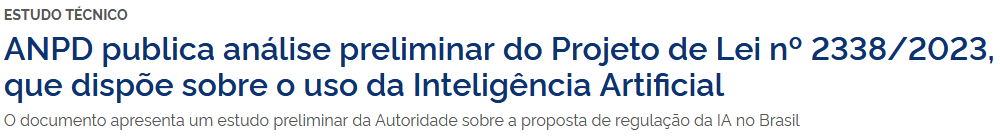 ESTUDO TÉCNICO
ANPD publica análise preliminar do Projeto de Lei nº 2338/2023,
que dispõe sobre o uso da Inteligência Artificial
O documento apresenta um estudo preliminar da Autoridade sobre a proposta de regulação da IA no Brasil